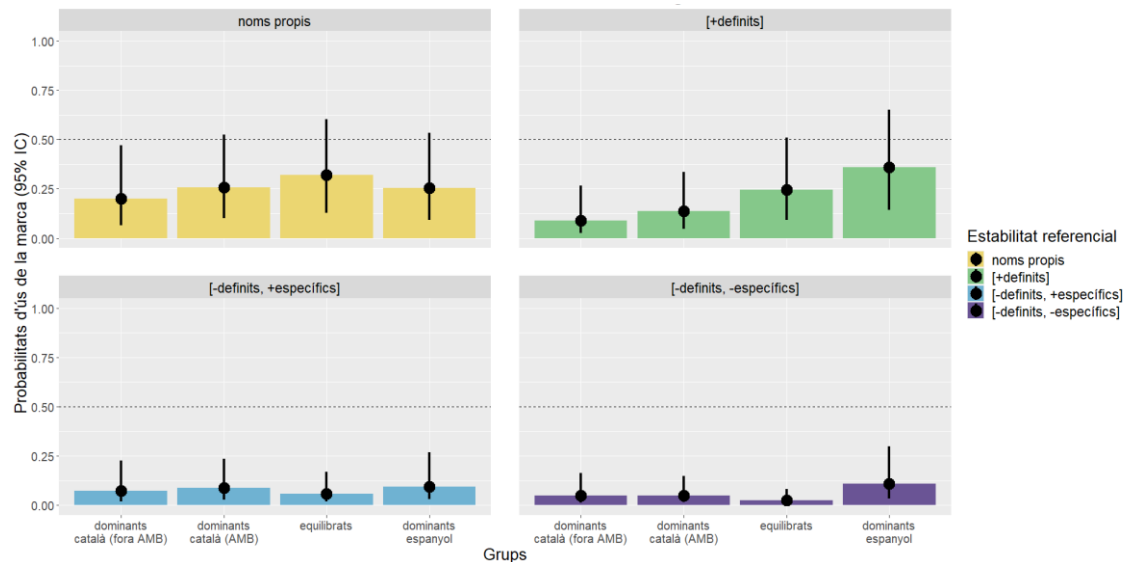 noms propis
[+definits]
1.00
0.75
0.50
0.25
0.00
[-definits, +específics]
[-definits, -específics]
1.00
0.75
0.50
0.25
0.00
Probabilitats d'ús de la marca (95% IC)
dominants
català (fora AMB)
dominants
català (AMB)
equilibrats
dominants
espanyol
dominants
català (fora AMB)
dominants
català (AMB)
equilibrats
dominants
espanyol
Grups
Estabilitat referencial
noms propis
[+definits]
[-definits, +específics]
[-definits, -específics]